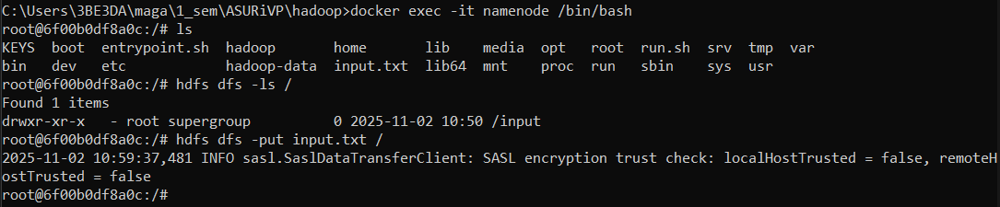 C:\Users\3BE3DA\maga\1_sem\ASURiVP\hadoop>docker exec -it namenode /bin/bash
root@6f00b0df8a0c:/# ls
KEYS  boot  entrypoint.sh  hadoop       home       lib    media  opt   root  run.sh  srv  tmp  var
bin   dev   etc            hadoop-data  input.txt  lib64  mnt    proc  run   sbin    sys  usr
root@6f00b0df8a0c:/# hdfs dfs -ls /
Found 1 items
drwxr-xr-x   - root supergroup          0 2025-11-02 10:50 /input
root@6f00b0df8a0c:/# hdfs dfs -put input.txt /
2025-11-02 10:59:37,481 INFO sasl.SaslDataTransferClient: SASL encryption trust check: localHostTrusted = false, remoteH
ostTrusted = false
root@6f00b0df8a0c:/#